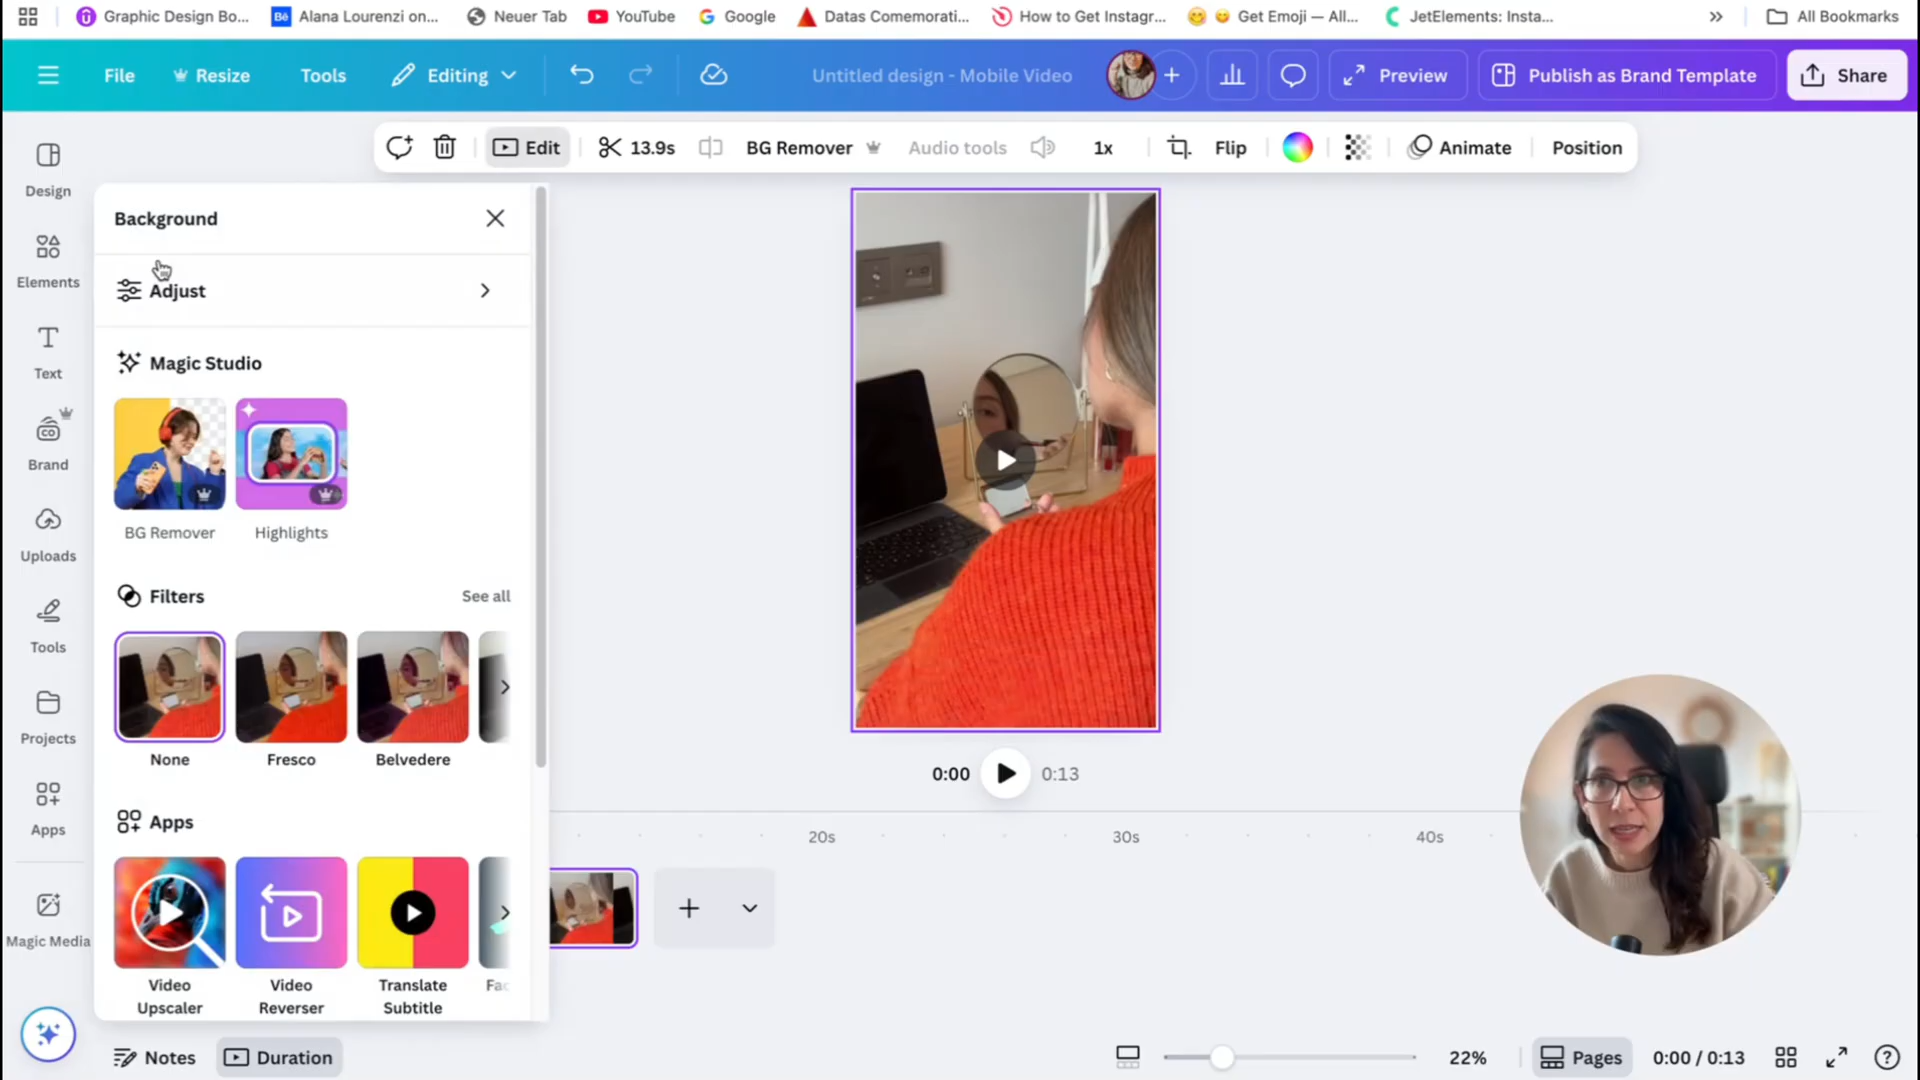 Graphic Design Bo...
Bē
Alana Lourenzi on...
Neuer Tab
YouTube
Google
Datas Comemorati...
How to Get Instagr...
Get Emoji — All...
JetElements: Insta...
»
All Bookmarks
File
Resize
Tools
Editing
Untitled design - Mobile Video
Preview
Publish as Brand Template
Share
Edit
13.9s
BG Remover
Audio tools
1x
Flip
Animate
Position
Design
Elements
Text
Brand
Uploads
Tools
Projects
Apps
Magic Media
Background
Adjust
Magic Studio
BG Remover
Highlights
Filters
See all
None
Fresco
Belvedere
Apps
Video
Upscaler
Video
Reverser
Translate
Subtitle
Fac
0:00
0:13
20s
30s
40s
Notes
Duration
22%
Pages
0:00 / 0:13